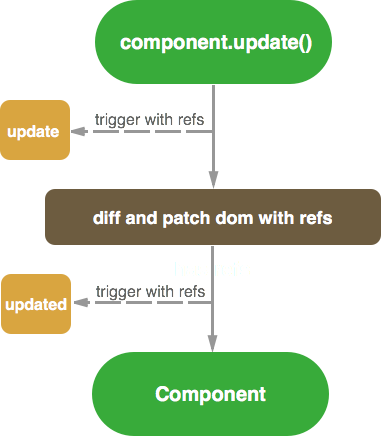 component.update()
trigger with refs
update
diff and patch dom with refs
trigger with refs
updated
Component